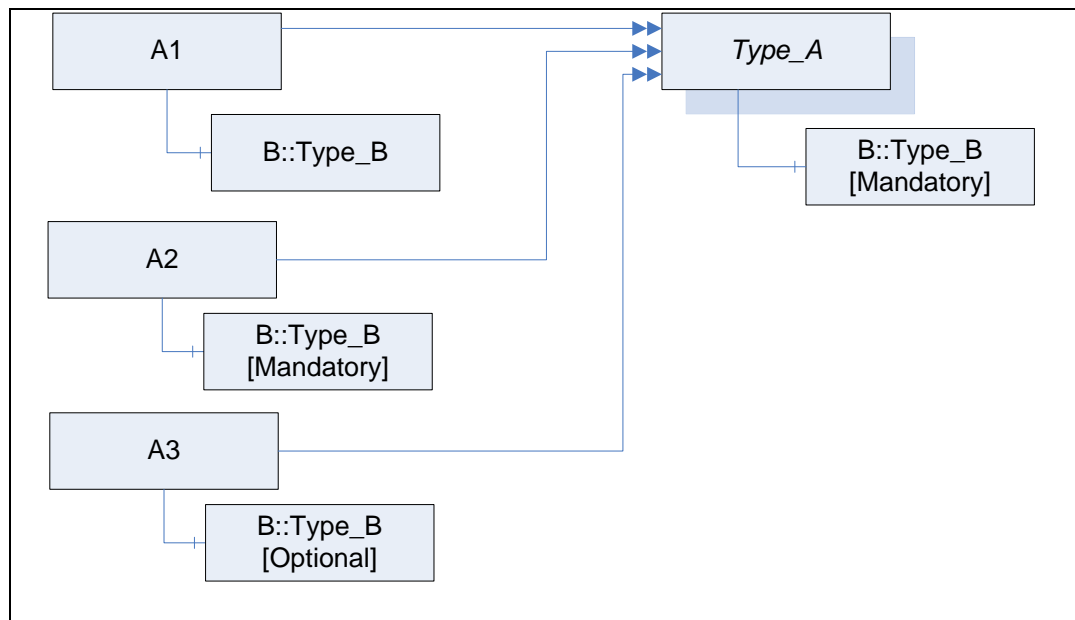 A1
Type_A
B::Type_B
B::Type_B
[Mandatory]
A2
B::Type_B
[Mandatory]
A3
B::Type_B
[Optional]